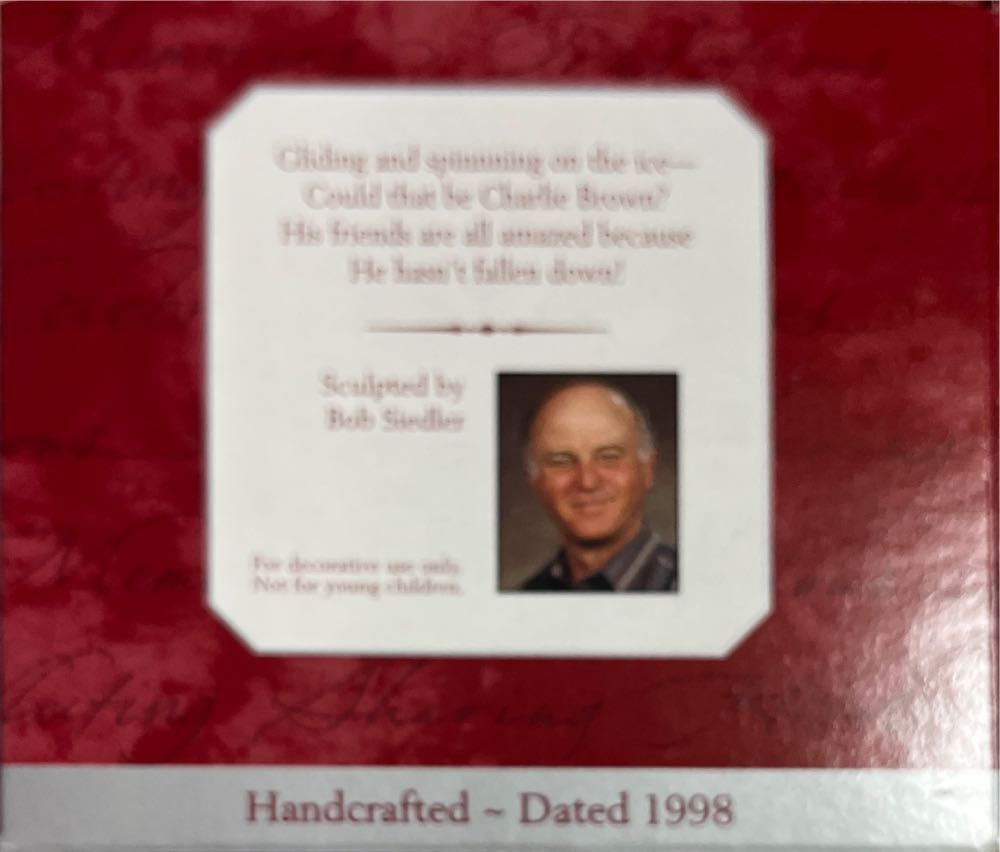 Gliding and spinning on the ice—
Could that be Charlie Brown?
His friends are all amazed because
He hasn't fallen down!
Sculpted by
Bob Siedler
For decorative use only.
Not for young children.
Sharing
Handcrafted ~ Dated 1998